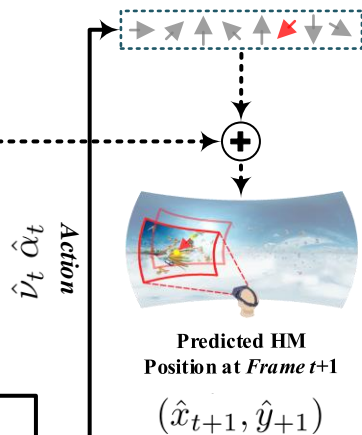 ν̂_t α̂_t
Action
Predicted HM
Position at Frame t+1
(x̂_{t+1}, ŷ_{+1})